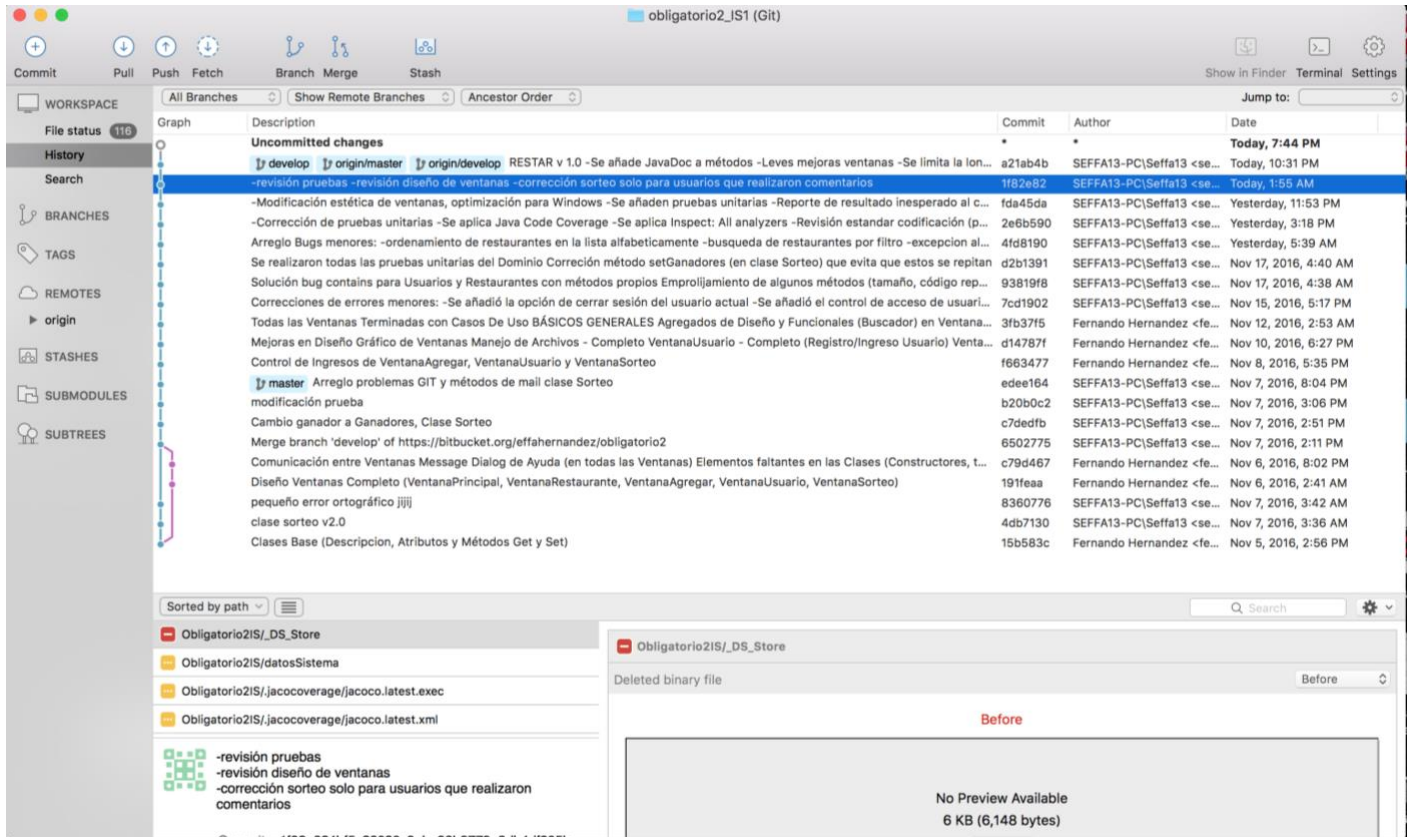 obligatorio2_IS1 (Git)
Commit Pull Push Fetch Branch Merge Stash Show in Finder Terminal Settings
WORKSPACE
File status 116
History
Search
BRANCHES
TAGS
REMOTES
origin
STASHES
SUBMODULES
SUBTREES
All Branches Show Remote Branches Ancestor Order Jump to:
Graph Description Commit Author Date
Uncommitted changes * * Today, 7:44 PM
develop origin/master origin/develop RESTAR v 1.0 -Se añade JavaDoc a métodos -Leves mejoras ventanas -Se limita la lon... a21ab4b SEFFA13-PC\Seffa13 <se... Today, 10:31 PM
-revisión pruebas -revisión diseño de ventanas -corrección sorteo solo para usuarios que realizaron comentarios 1f82e82 SEFFA13-PC\Seffa13 <se... Today, 1:55 AM
-Modificación estética de ventanas, optimización para Windows -Se añaden pruebas unitarias -Reporte de resultado inesperado al c... fda45da SEFFA13-PC\Seffa13 <se... Yesterday, 11:53 PM
-Corrección de pruebas unitarias -Se aplica Java Code Coverage -Se aplica Inspect: All analyzers -Revisión estandar codificación (p... 2e6b590 SEFFA13-PC\Seffa13 <se... Yesterday, 3:18 PM
Arreglo Bugs menores: -ordenamiento de restaurantes en la lista alfabeticamente -busqueda de restaurantes por filtro -excepcion al... 4fd8190 SEFFA13-PC\Seffa13 <se... Yesterday, 5:39 AM
Se realizaron todas las pruebas unitarias del Dominio Correción método setGanadores (en clase Sorteo) que evita que estos se repitan d2b1391 SEFFA13-PC\Seffa13 <se... Nov 17, 2016, 4:40 AM
Solución bug contains para Usuarios y Restaurantes con métodos propios Emprolijamiento de algunos métodos (tamaño, código rep... 93819f8 SEFFA13-PC\Seffa13 <se... Nov 17, 2016, 4:38 AM
Correcciones de errores menores: -Se añadió la opción de cerrar sesión del usuario actual -Se añadió el control de acceso de usuari... 7cd1902 SEFFA13-PC\Seffa13 <se... Nov 15, 2016, 5:17 PM
Todas las Ventanas Terminadas con Casos De Uso BÁSICOS GENERALES Agregados de Diseño y Funcionales (Buscador) en Ventana... 3fb37f5 Fernando Hernandez <fe... Nov 12, 2016, 2:53 AM
Mejoras en Diseño Gráfico de Ventanas Manejo de Archivos - Completo VentanaUsuario - Completo (Registro/Ingreso Usuario) Venta... d14787f Fernando Hernandez <fe... Nov 10, 2016, 6:27 PM
Control de Ingresos de VentanaAgregar, VentanaUsuario y VentanaSorteo f663477 Fernando Hernandez <fe... Nov 8, 2016, 5:35 PM
master Arreglo problemas GIT y métodos de mail clase Sorteo edee164 SEFFA13-PC\Seffa13 <se... Nov 7, 2016, 8:04 PM
modificación prueba b20b0c2 SEFFA13-PC\Seffa13 <se... Nov 7, 2016, 3:06 PM
Cambio ganador a Ganadores, Clase Sorteo c7dedfb SEFFA13-PC\Seffa13 <se... Nov 7, 2016, 2:51 PM
Merge branch 'develop' of https://bitbucket.org/effahernandez/obligatorio2 6502775 SEFFA13-PC\Seffa13 <se... Nov 7, 2016, 2:11 PM
Comunicación entre Ventanas Message Dialog de Ayuda (en todas las Ventanas) Elementos faltantes en las Clases (Constructores, t... c79d467 Fernando Hernandez <fe... Nov 6, 2016, 8:02 PM
Diseño Ventanas Completo (VentanaPrincipal, VentanaRestaurante, VentanaAgregar, VentanaUsuario, VentanaSorteo) 191feaa Fernando Hernandez <fe... Nov 6, 2016, 2:41 AM
pequeño error ortográfico jijij 8360776 SEFFA13-PC\Seffa13 <se... Nov 7, 2016, 3:42 AM
clase sorteo v2.0 4db7130 SEFFA13-PC\Seffa13 <se... Nov 7, 2016, 3:36 AM
Clases Base (Descripcion, Atributos y Métodos Get y Set) 15b583c Fernando Hernandez <fe... Nov 5, 2016, 2:56 PM
Sorted by path Search
Obligatorio2IS/_DS_Store
Obligatorio2IS/datosSistema
Obligatorio2IS/.jacocoverage/jacoco.latest.exec
Obligatorio2IS/.jacocoverage/jacoco.latest.xml
-revisión pruebas
-revisión diseño de ventanas
-corrección sorteo solo para usuarios que realizaron
comentarios
Obligatorio2IS/_DS_Store
Deleted binary file Before
Before
No Preview Available
6 KB (6,148 bytes)